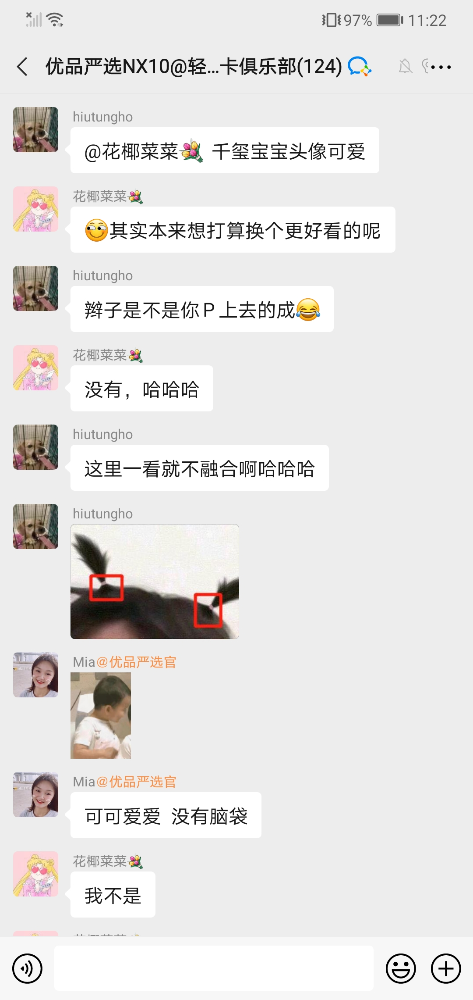 97% 11:22
优品严选NX10@轻...卡俱乐部(124)
hiutungho
@花椰菜菜💐 千玺宝宝头像可爱
花椰菜菜💐
其实本来想打算换个更好看的呢
hiutungho
辫子是不是你P上去的成😂
花椰菜菜💐
没有，哈哈哈
hiutungho
这里一看就不融合啊哈哈哈
hiutungho
Mia@优品严选官
Mia@优品严选官
可可爱爱 没有脑袋
花椰菜菜💐
我不是